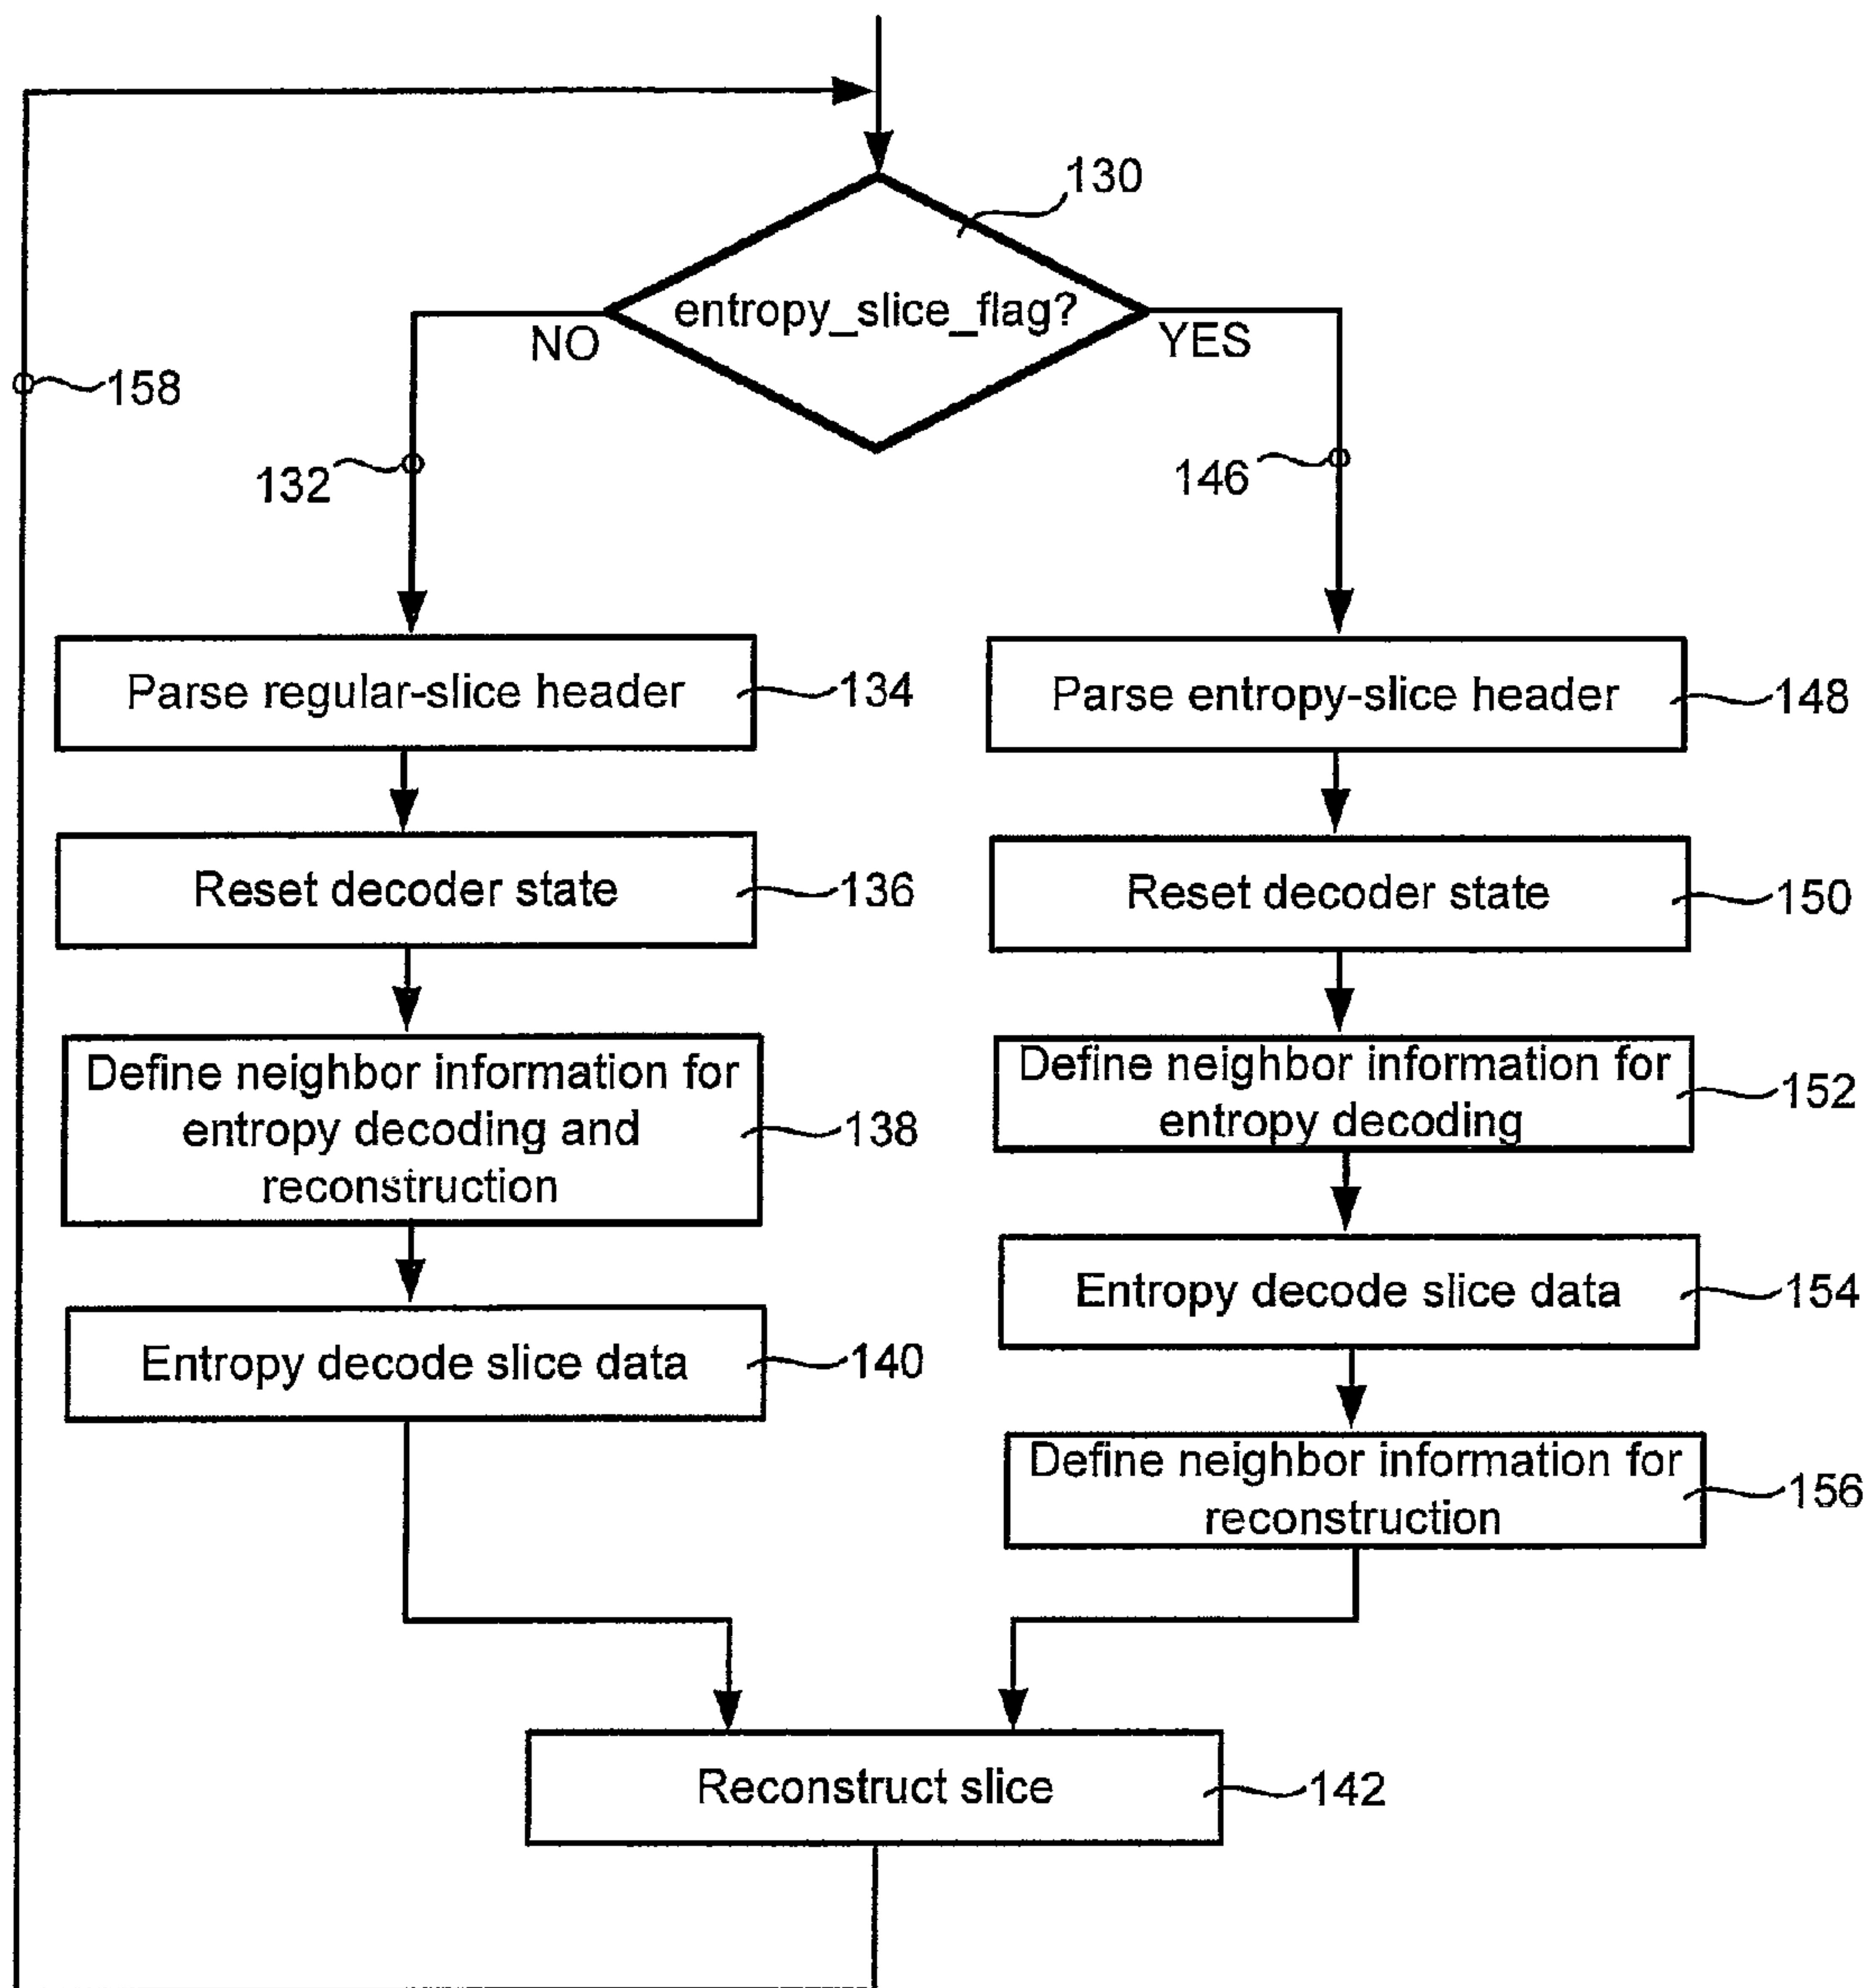 130
entropy_slice_flag?
NO
YES
158
132
146
Parse regular-slice header
134
Parse entropy-slice header
148
Reset decoder state
136
Reset decoder state
150
Define neighbor information for
entropy decoding and
reconstruction
138
Define neighbor information for
entropy decoding
152
Entropy decode slice data
140
Entropy decode slice data
154
Define neighbor information for
reconstruction
156
Reconstruct slice
142